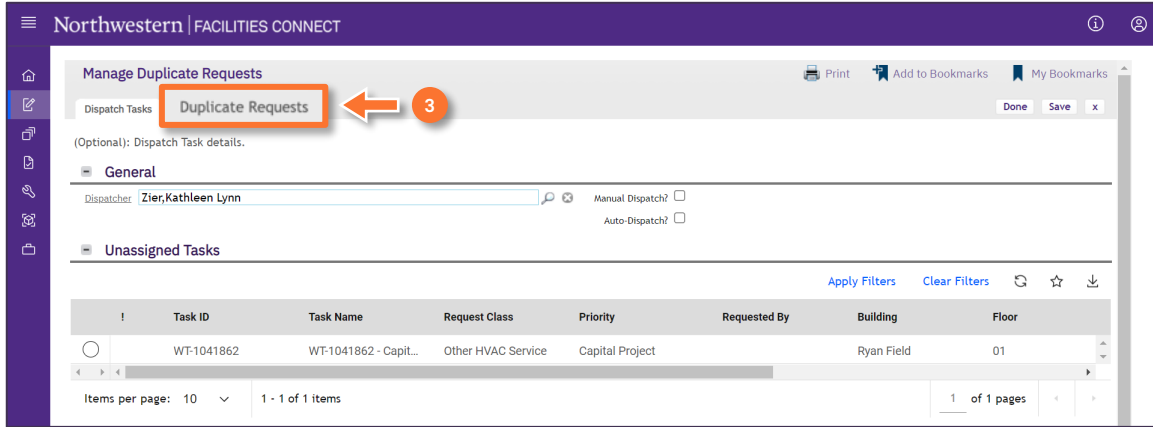 Northwestern | FACILITIES CONNECT
Manage Duplicate Requests
Print
Add to Bookmarks
My Bookmarks
Dispatch Tasks
Duplicate Requests
3
Done
Save
x
(Optional): Dispatch Task details.
General
Dispatcher Zier,Kathleen Lynn
Manual Dispatch?
Auto-Dispatch?
Unassigned Tasks
Apply Filters
Clear Filters
! Task ID Task Name Request Class Priority Requested By Building Floor
WT-1041862 WT-1041862 - Capit... Other HVAC Service Capital Project Ryan Field 01
Items per page: 10 1 - 1 of 1 items 1 of 1 pages